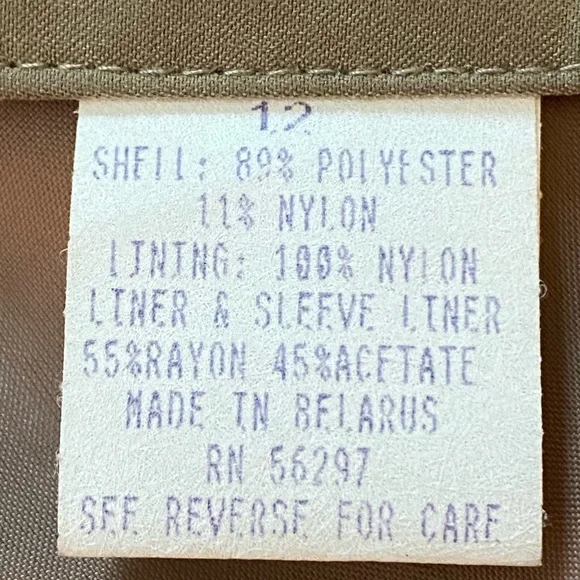 12
SHELL: 89% POLYESTER
11% NYLON
LINING: 100% NYLON
LINER & SLEEVE LINER
55%RAYON 45%ACETATE
MADE IN BELARUS
RN 56297
SEE REVERSE FOR CARE